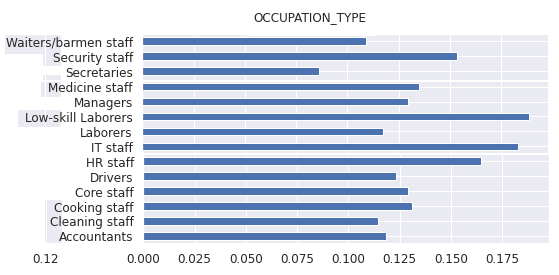 OCCUPATION_TYPE
Waiters/barmen staff
Security staff
Secretaries
Medicine staff
Managers
Low-skill Laborers
Laborers
IT staff
HR staff
Drivers
Core staff
Cooking staff
Cleaning staff
Accountants
0.12 0.000 0.025 0.050 0.075 0.100 0.125 0.150 0.175